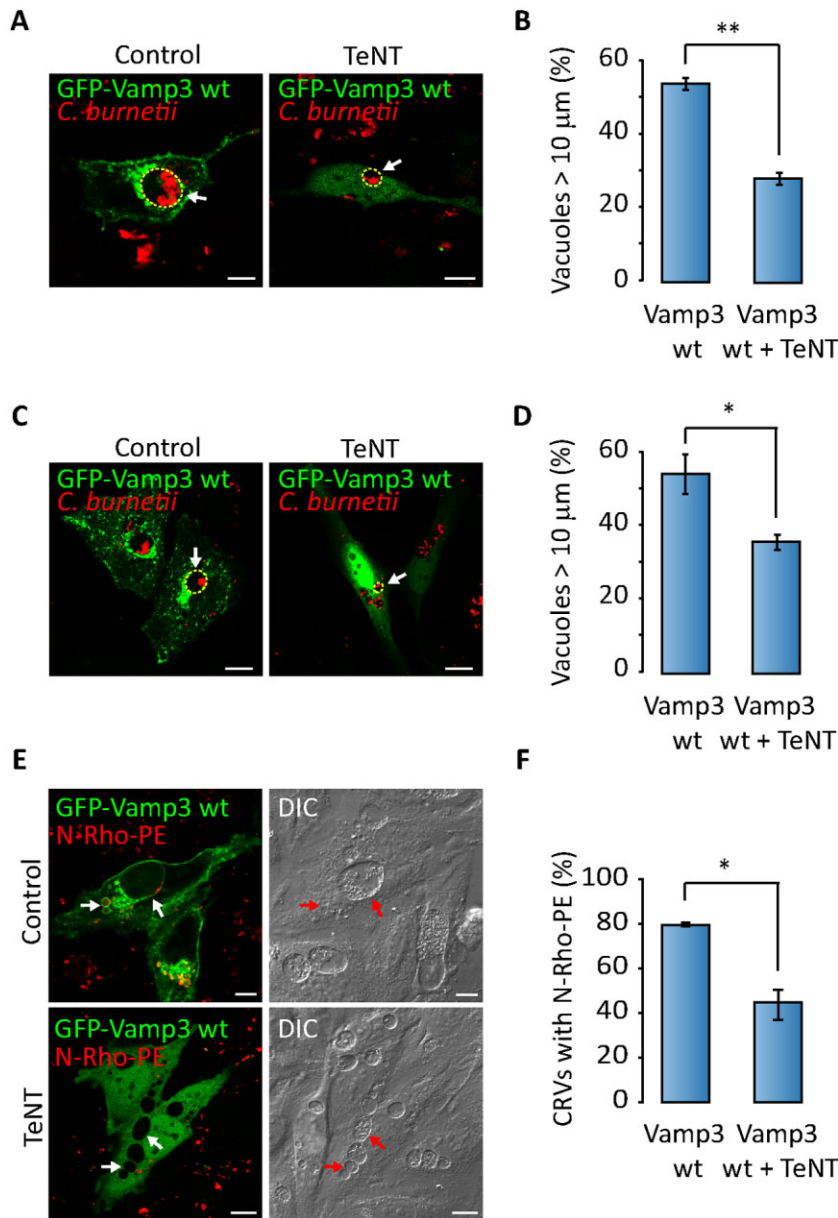 A
Control
TeNT
GFP-Vamp3 wt
C. burnetii
GFP-Vamp3 wt
C. burnetii
B
Vacuoles > 10 μm (%)
60
40
20
0
**
Vamp3
wt
Vamp3
wt + TeNT
C
Control
TeNT
GFP-Vamp3 wt
C. burnetii
GFP-Vamp3 wt
C. burnetii
D
Vacuoles > 10 μm (%)
60
40
20
0
*
Vamp3
wt
Vamp3
wt + TeNT
E
Control
GFP-Vamp3 wt
N-Rho-PE
DIC
TeNT
GFP-Vamp3 wt
N-Rho-PE
DIC
F
CRVs with N-Rho-PE (%)
100
80
60
40
20
0
*
Vamp3
wt
Vamp3
wt + TeNT